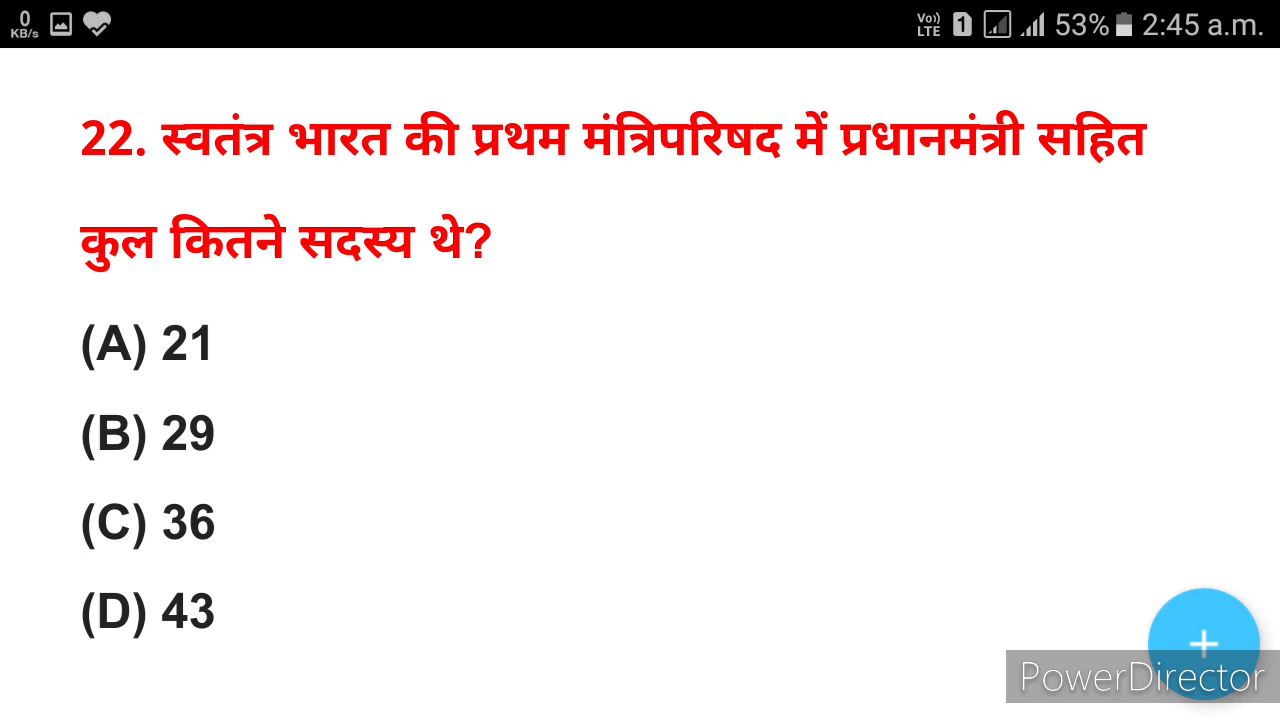 0
KB/s
Vo)) LTE 1 53% 2:45 a.m.
22. स्वतंत्र भारत की प्रथम मंत्रिपरिषद में प्रधानमंत्री सहित
कुल कितने सदस्य थे?
(A) 21
(B) 29
(C) 36
(D) 43
+
PowerDirector